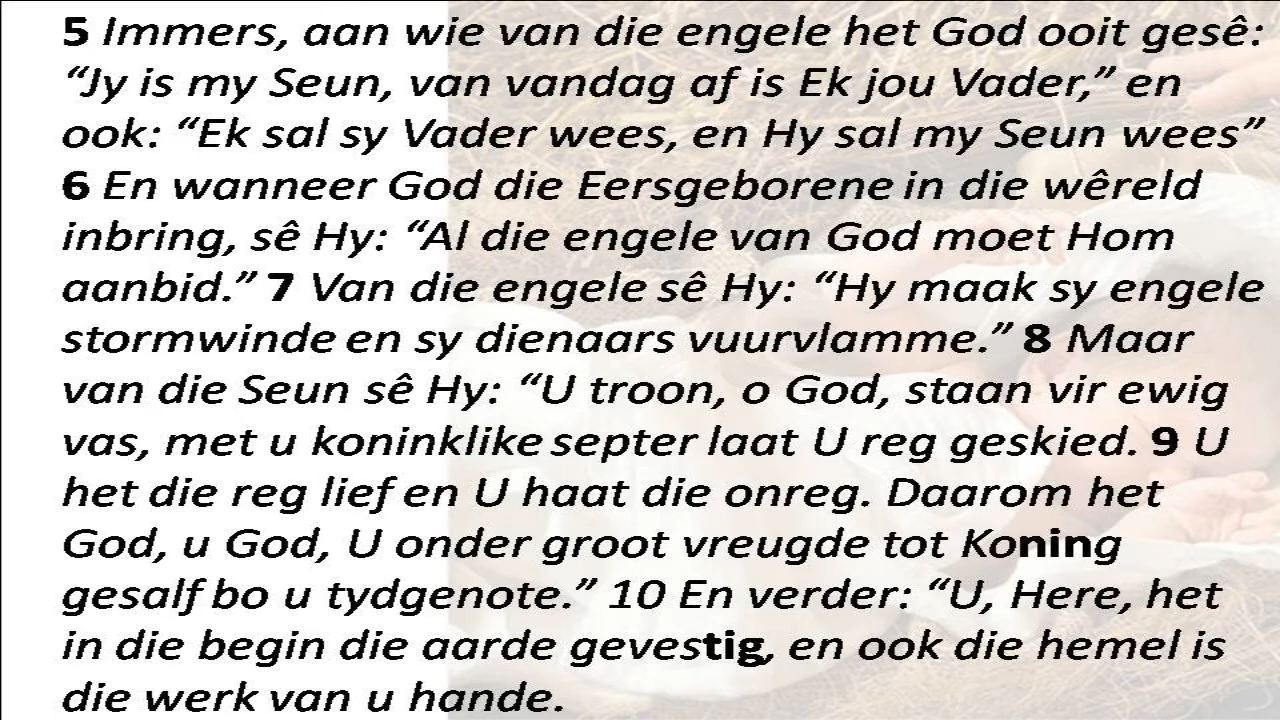 5 Immers, aan wie van die engele het God ooit gesê:
“Jy is my Seun, van vandag af is Ek jou Vader,” en
ook: “Ek sal sy Vader wees, en Hy sal my Seun wees”
6 En wanneer God die Eersgeborene in die wêreld
inbring, sê Hy: “Al die engele van God moet Hom
aanbid.” 7 Van die engele sê Hy: “Hy maak sy engele
stormwinde en sy dienaars vuurvlamme.” 8 Maar
van die Seun sê Hy: “U troon, o God, staan vir ewig
vas, met u koninklike septer laat U reg geskied. 9 U
het die reg lief en U haat die onreg. Daarom het
God, u God, U onder groot vreugde tot Koning
gesalf bo u tydgenote.” 10 En verder: “U, Here, het
in die begin die aarde gevestig, en ook die hemel is
die werk van u hande.